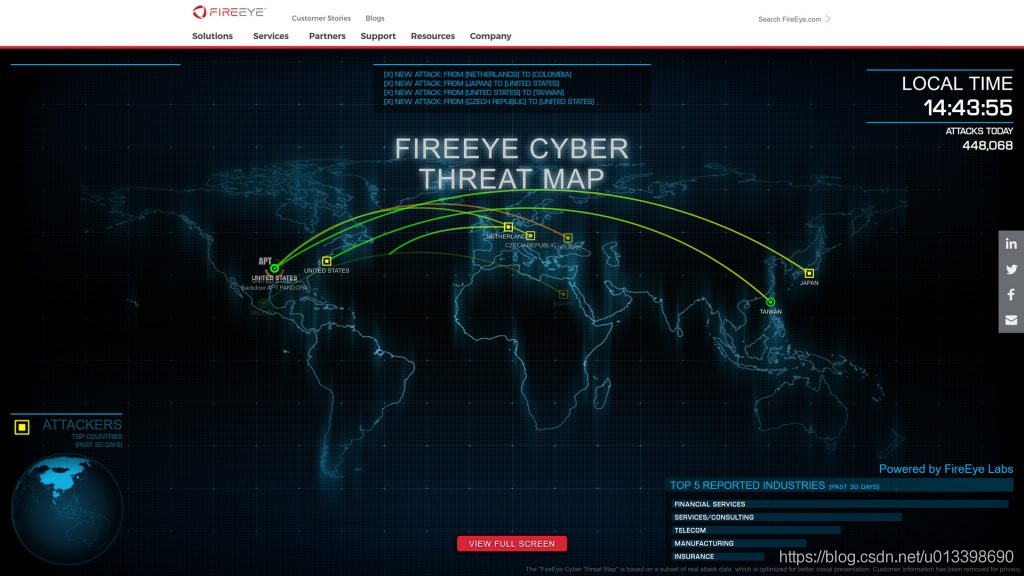 FIREEYE™
Customer Stories Blogs
Search FireEye.com
Solutions Services Partners Support Resources Company
[X] NEW ATTACK: FROM [NETHERLANDS] TO [COLOMBIA]
[X] NEW ATTACK: FROM [JAPAN] TO [UNITED STATES]
[X] NEW ATTACK: FROM [UNITED STATES] TO [TAIWAN]
[X] NEW ATTACK: FROM [CZECH REPUBLIC] TO [UNITED STATES]
LOCAL TIME
14:43:55
ATTACKS TODAY
448,068
FIREEYE CYBER
THREAT MAP
NETHERLANDS
CZECH REPUBLIC
APT
UNITED STATES
UNITED STATES
Backdoor.APT.PANDORA
MEXICO
EGYPT
JAPAN
TAIWAN
ATTACKERS
TOP COUNTRIES
(PAST 30 DAYS)
Powered by FireEye Labs
TOP 5 REPORTED INDUSTRIES (PAST 30 DAYS)
FINANCIAL SERVICES
SERVICES/CONSULTING
TELECOM
MANUFACTURING
INSURANCE
VIEW FULL SCREEN
https://blog.csdn.net/u013398690
The "FireEye Cyber Threat Map" is based on a subset of real attack data, which is optimized for better visual presentation. Customer information has been removed for privacy.